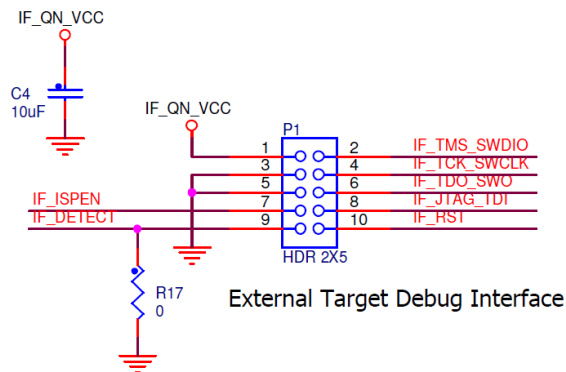 IF_QN_VCC
C4
10uF
IF_QN_VCC
P1
1 2 IF_TMS_SWDIO
3 4 IF_TCK_SWCLK
5 6 IF_TDO_SWO
IF_ISPEN 7 8 IF_JTAG_TDI
IF_DETECT 9 10 IF_RST
HDR 2X5
R17
0
External Target Debug Interface